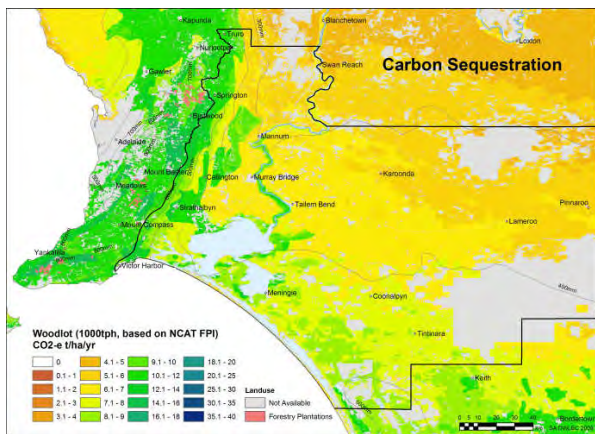 Kapunda
Blanchetown
Loxton
Truro
Nuriootpa
Swan Reach
Carbon Sequestration
Gawler
Springton
Birdwood
Adelaide
Mannum
Mount Barker
Callington
Murray Bridge
Karoonda
Pinnaroo
Meadows
Tailem Bend
Lameroo
Strathalbyn
Mount Compass
Yankalilla
Victor Harbor
Meningie
Coonalpyn
400mm
Tintinara
Keith
Bordertown
Woodlot (1000tph, based on NCAT FPI)
CO2-e t/ha/yr
0 4.1 - 5 9.1 - 10 18.1 - 20
0.1 - 1 5.1 - 6 10.1 - 12 20.1 - 25
1.1 - 2 6.1 - 7 12.1 - 14 25.1 - 30
2.1 - 3 7.1 - 8 14.1 - 16 30.1 - 35
3.1 - 4 8.1 - 9 16.1 - 18 35.1 - 40
Landuse
Not Available
Forestry Plantations